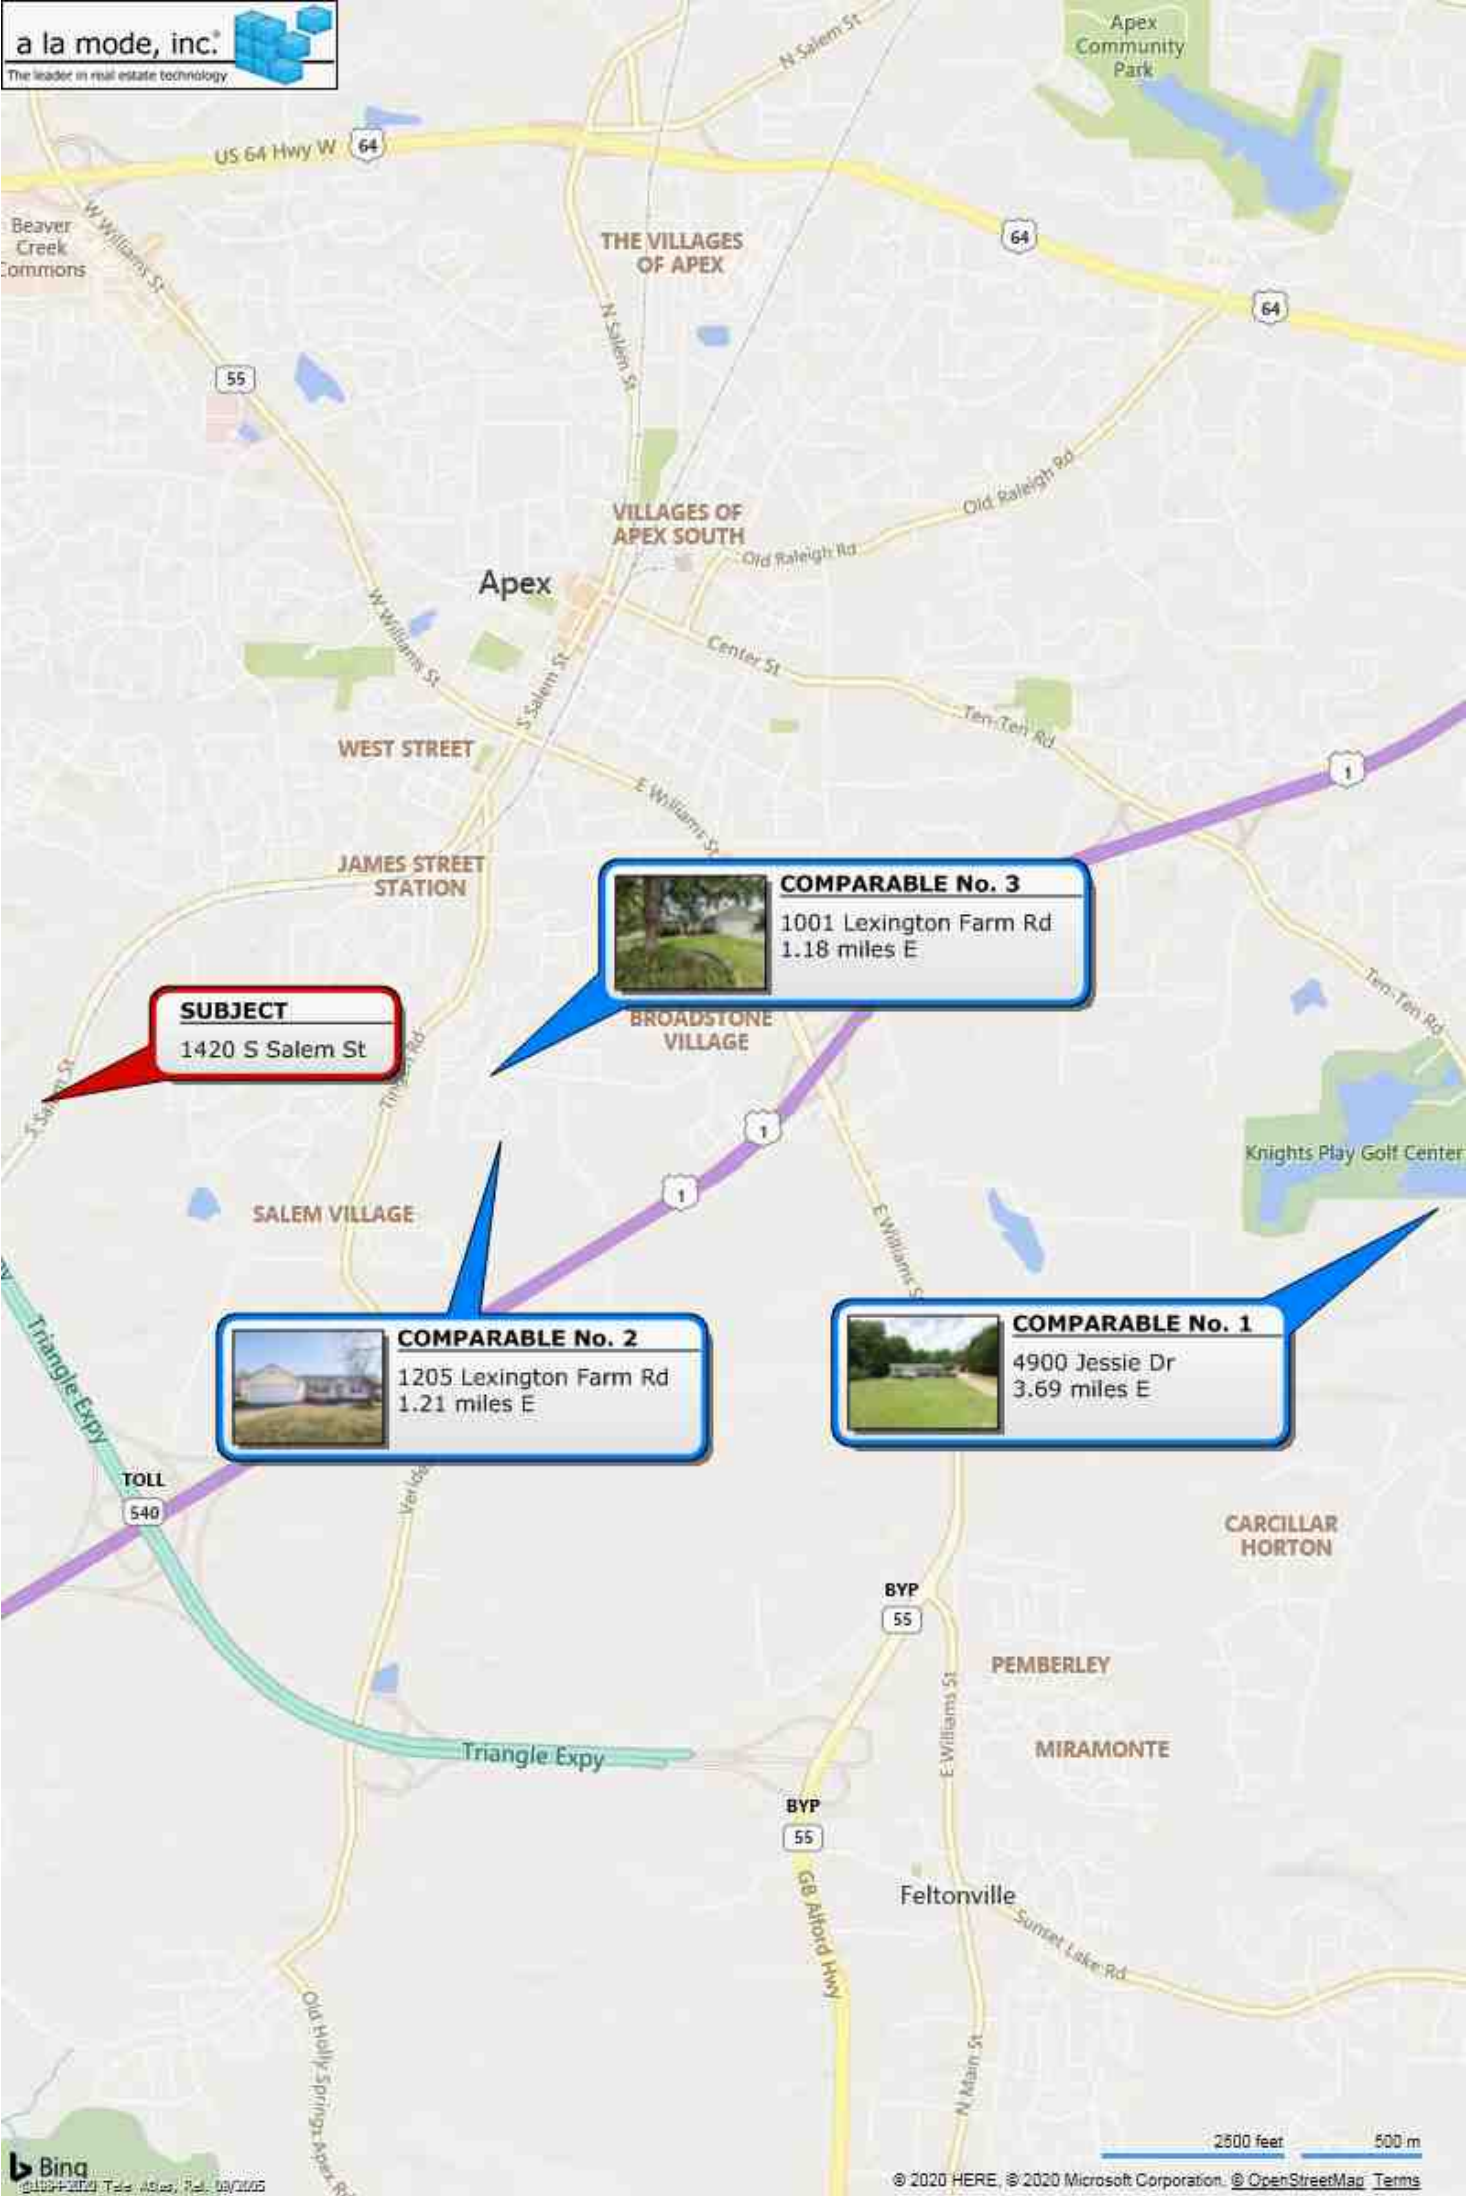 a la mode, inc.®
The leader in real estate technology
N Salem St
Apex
Community
Park
US 64 Hwy W
64
W Williams St
Beaver
Creek
Commons
THE VILLAGES
OF APEX
64
64
N Salem St
55
Old Raleigh Rd
VILLAGES OF
APEX SOUTH
Old Raleigh Rd
Apex
W Williams St
Center St
S Salem St
Ten-Ten Rd
WEST STREET
1
E Williams St
JAMES STREET
STATION
COMPARABLE No. 3
1001 Lexington Farm Rd
1.18 miles E
Ten-Ten Rd
SUBJECT
1420 S Salem St
BROADSTONE
VILLAGE
Tingen Rd
S Salem St
1
Knights Play Golf Center
1
SALEM VILLAGE
E Williams S
Triangle Expy
COMPARABLE No. 2
1205 Lexington Farm Rd
1.21 miles E
COMPARABLE No. 1
4900 Jessie Dr
3.69 miles E
TOLL
540
CARCILLAR
HORTON
BYP
55
PEMBERLEY
E Williams St
MIRAMONTE
Triangle Expy
BYP
55
GB Alford Hwy
Feltonville
Sunset Lake Rd
Old Holly Springs Apex R
N Main St
2500 feet
500 m
Bing
© 2020 HERE, © 2020 Microsoft Corporation, © OpenStreetMap Terms